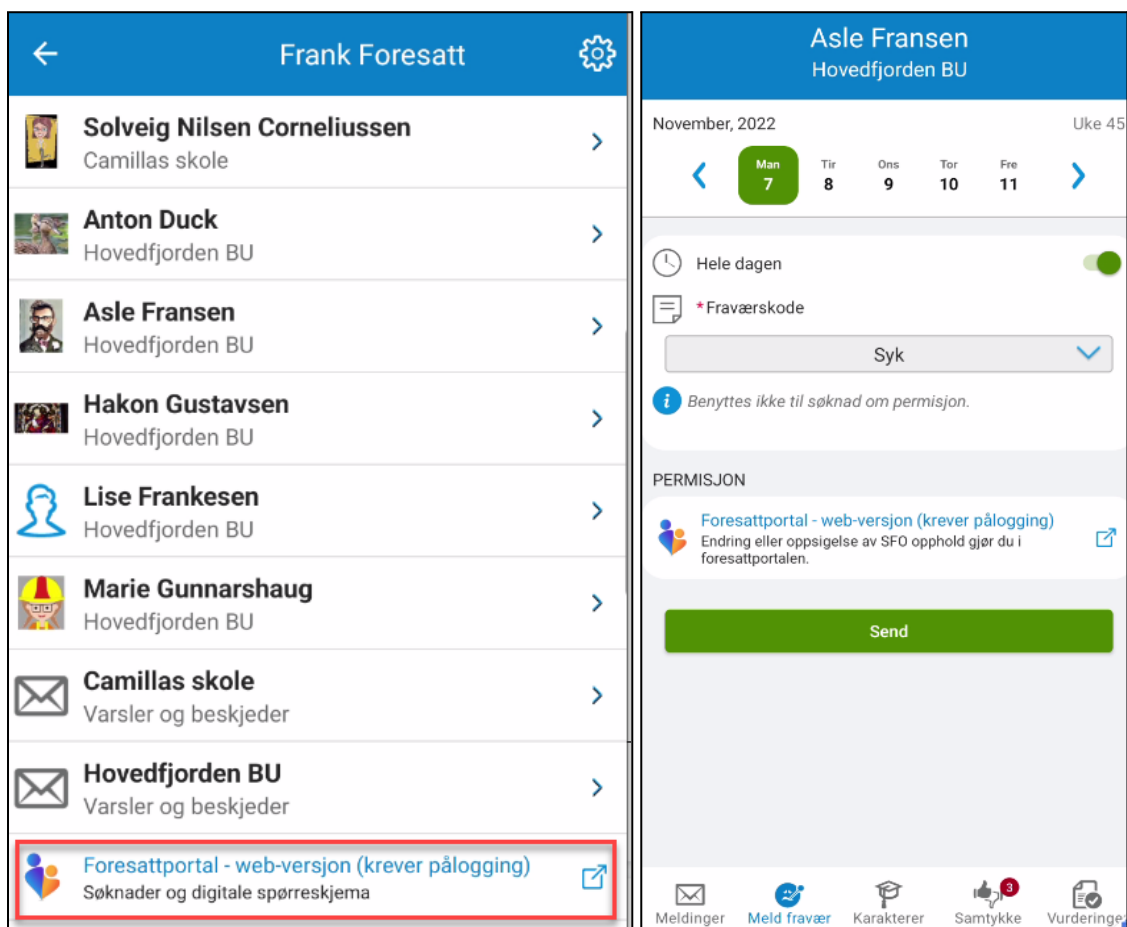 Frank Foresatt
Solveig Nilsen Corneliussen
Camillas skole
Anton Duck
Hovedfjorden BU
Asle Fransen
Hovedfjorden BU
Hakon Gustavsen
Hovedfjorden BU
Lise Frankesen
Hovedfjorden BU
Marie Gunnarshaug
Hovedfjorden BU
Camillas skole
Varsler og beskjeder
Hovedfjorden BU
Varsler og beskjeder
Foresattportal - web-versjon (krever pålogging)
Søknader og digitale spørreskjema
Asle Fransen
Hovedfjorden BU
November, 2022 Uke 45
Man Tir Ons Tor Fre
7 8 9 10 11
Hele dagen
*Fraværskode
Syk
Benyttes ikke til søknad om permisjon.
PERMISJON
Foresattportal - web-versjon (krever pålogging)
Endring eller oppsigelse av SFO opphold gjør du i
foresattportalen.
Send
3
Meldinger Meld fravær Karakterer Samtykke Vurderinger